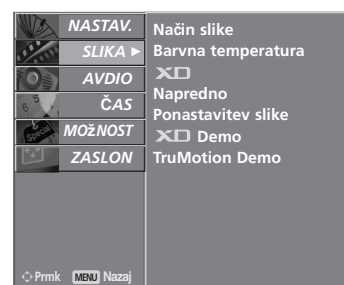 NASTAV.
SLIKA ►
AVDIO
ČAS
MOŽNOST
ZASLON
Način slike
Barvna temperatura
XD
Napredno
Ponastavitev slike
XD Demo
TruMotion Demo
Prmk MENU Nazaj